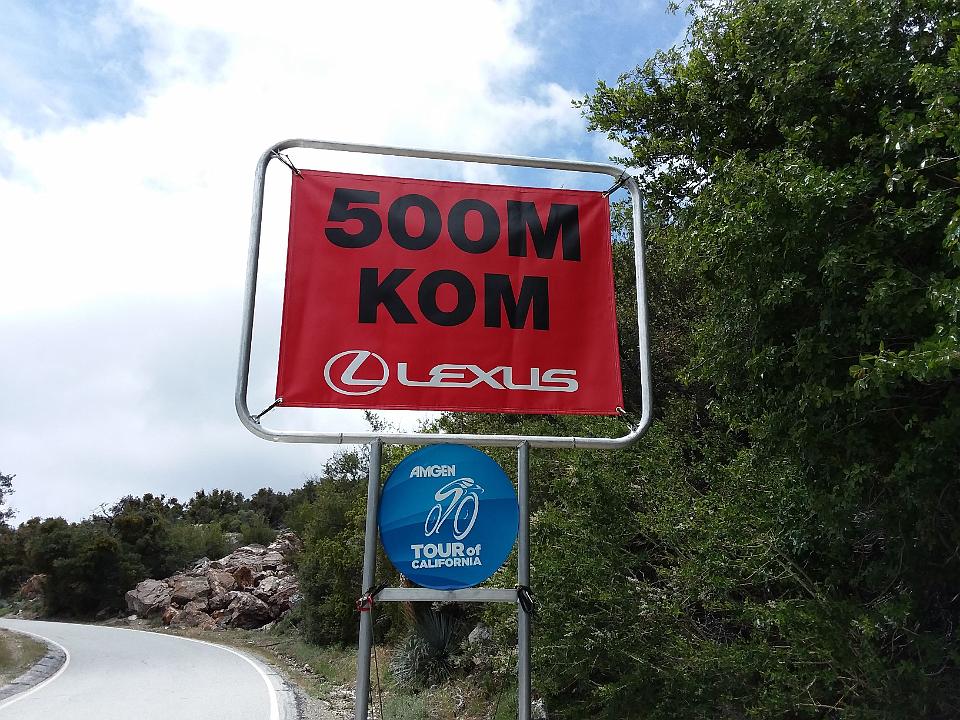 500M
KOM
LEXUS
AMGEN
TOUR of
CALIFORNIA